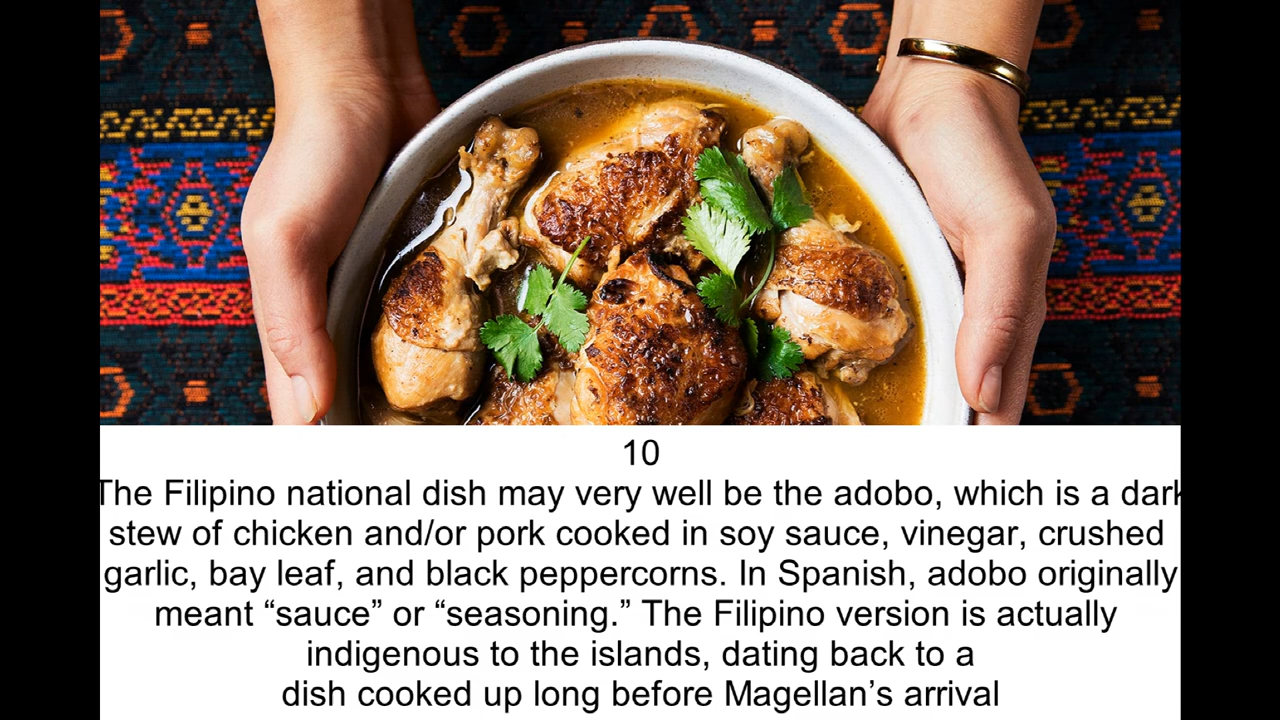 10
The Filipino national dish may very well be the adobo, which is a dark
stew of chicken and/or pork cooked in soy sauce, vinegar, crushed
garlic, bay leaf, and black peppercorns. In Spanish, adobo originally
meant “sauce” or “seasoning.” The Filipino version is actually
indigenous to the islands, dating back to a
dish cooked up long before Magellan’s arrival